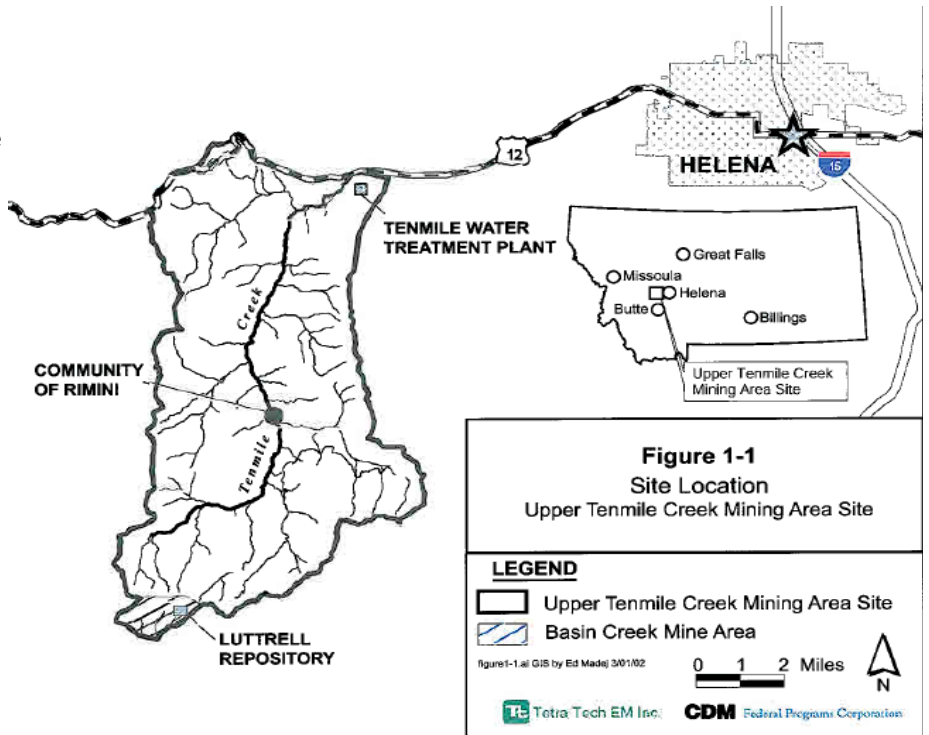 12
HELENA
15
TENMILE WATER
TREATMENT PLANT
Great Falls
Missoula
Helena
Butte
Billings
Upper Tenmile Creek
Mining Area Site
Creek
COMMUNITY
OF RIMINI
Tenmile
LUTTRELL
REPOSITORY
Figure 1-1
Site Location
Upper Tenmile Creek Mining Area Site
LEGEND
Upper Tenmile Creek Mining Area Site
Basin Creek Mine Area
figure1-1.ai GIS by Ed Madej 3/01/02
0 1 2 Miles
N
Tt Tetra Tech EM Inc.
CDM Federal Programs Corporation